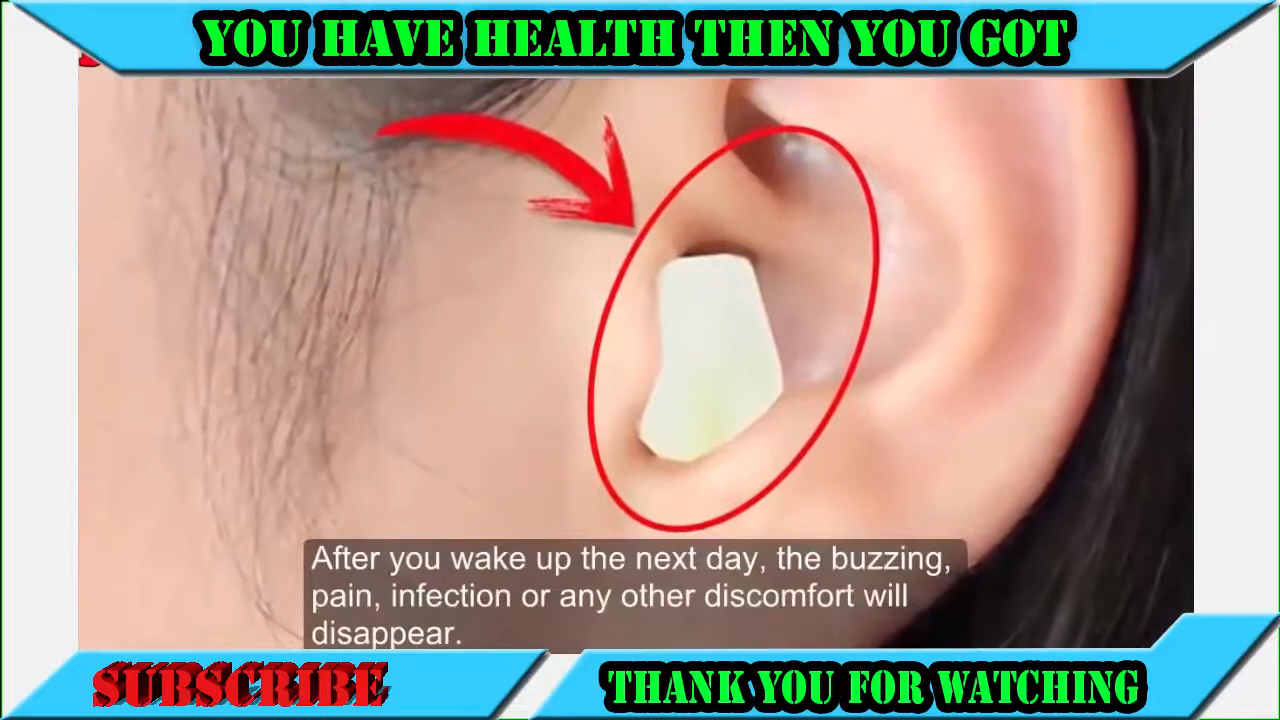 YOU HAVE HEALTH THEN YOU GOT
After you wake up the next day, the buzzing,
pain, infection or any other discomfort will
disappear.
SUBSCRIBE
THANK YOU FOR WATCHING